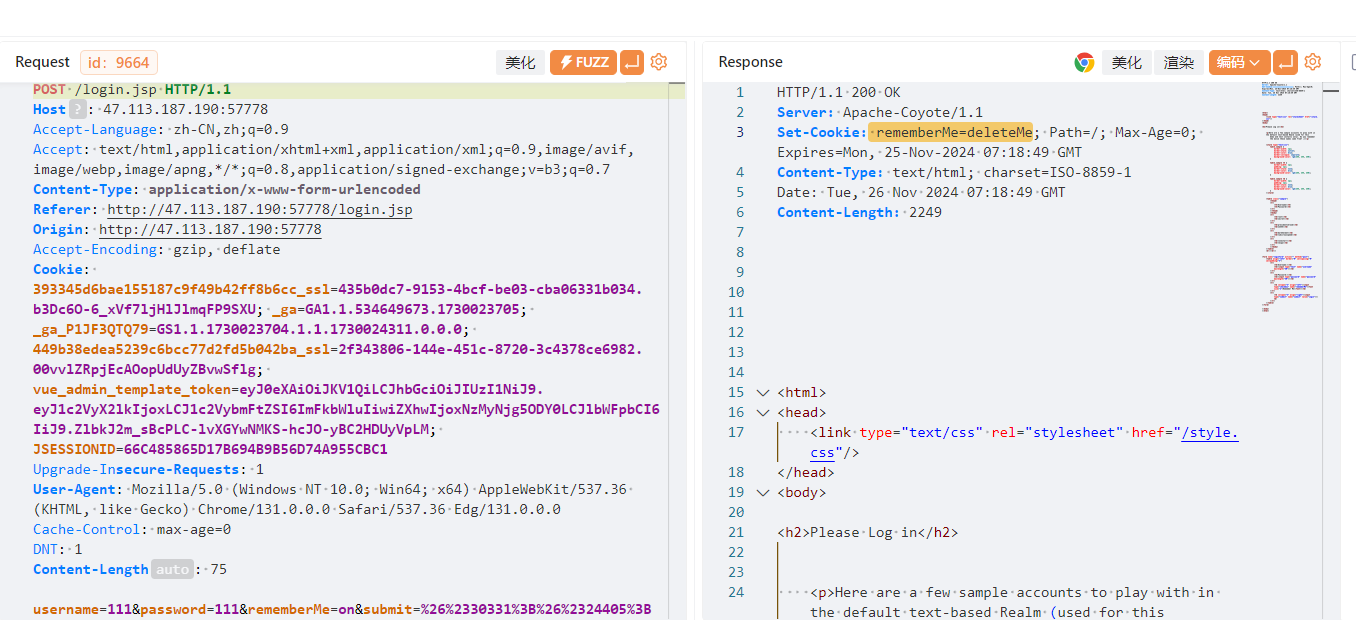 Request id: 9664 美化 FUZZ
POST /login.jsp HTTP/1.1
Host ? : 47.113.187.190:57778
Accept-Language: zh-CN,zh;q=0.9
Accept: text/html,application/xhtml+xml,application/xml;q=0.9,image/avif,
image/webp,image/apng,*/*;q=0.8,application/signed-exchange;v=b3;q=0.7
Content-Type: application/x-www-form-urlencoded
Referer: http://47.113.187.190:57778/login.jsp
Origin: http://47.113.187.190:57778
Accept-Encoding: gzip, deflate
Cookie:
393345d6bae155187c9f49b42ff8b6cc_ssl=435b0dc7-9153-4bcf-be03-cba06331b034.
b3Dc6O-6_xVf7ljHlJlmqFP9SXU; _ga=GA1.1.534649673.1730023705;
_ga_P1JF3QTQ79=GS1.1.1730023704.1.1.1730024311.0.0.0;
449b38edea5239c6bcc77d2fd5b042ba_ssl=2f343806-144e-451c-8720-3c4378ce6982.
00vvlZRpjEcAOopUdUyZBvwSflg;
vue_admin_template_token=eyJ0eXAiOiJKV1QiLCJhbGciOiJIUzI1NiJ9.
eyJ1c2VyX2lkIjoxLCJ1c2VybmFtZSI6ImFkbWluIiwiZXhwIjoxNzMyNjg5ODY0LCJlbWFpbCI6
IiJ9.ZlbkJ2m_sBcPLC-lvXGYwNMKS-hcJO-yBC2HDUyVpLM;
JSESSIONID=66C485865D17B694B9B56D74A955CBC1
Upgrade-Insecure-Requests: 1
User-Agent: Mozilla/5.0 (Windows NT 10.0; Win64; x64) AppleWebKit/537.36
(KHTML, like Gecko) Chrome/131.0.0.0 Safari/537.36 Edg/131.0.0.0
Cache-Control: max-age=0
DNT: 1
Content-Length auto : 75
username=111&password=111&rememberMe=on&submit=%26%2330331%3B%26%2324405%3B
Response 美化 渲染 编码
1 HTTP/1.1 200 OK
2 Server: Apache-Coyote/1.1
3 Set-Cookie: rememberMe=deleteMe; Path=/; Max-Age=0;
Expires=Mon, 25-Nov-2024 07:18:49 GMT
4 Content-Type: text/html; charset=ISO-8859-1
5 Date: Tue, 26 Nov 2024 07:18:49 GMT
6 Content-Length: 2249
7
8
9
10
11
12
13
14
15 <html>
16 <head>
17 <link type="text/css" rel="stylesheet" href="/style.
css"/>
18 </head>
19 <body>
20
21 <h2>Please Log in</h2>
22
23
24 <p>Here are a few sample accounts to play with in
the default text-based Realm (used for this